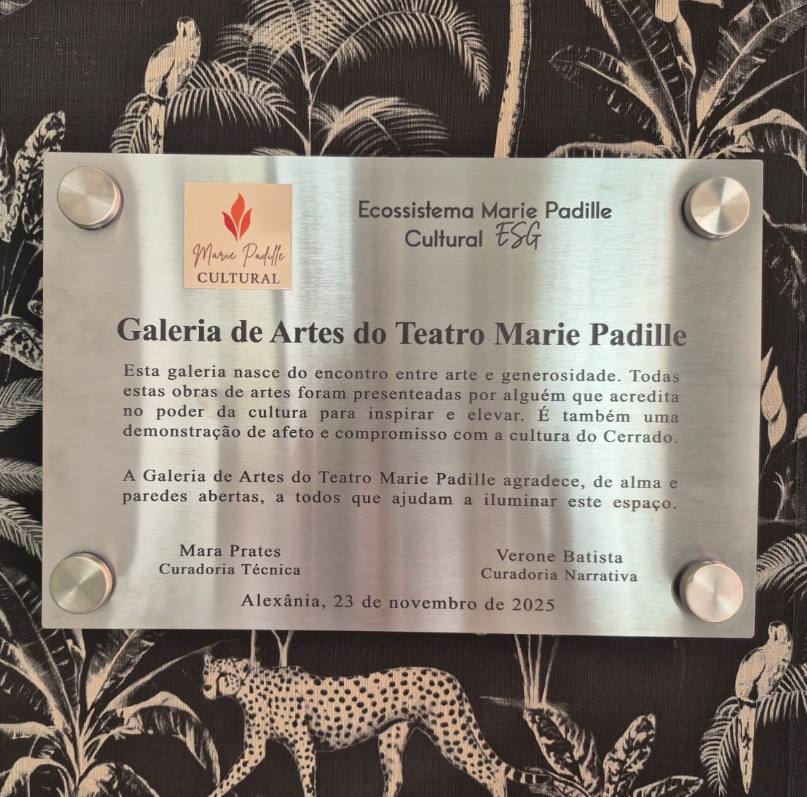 Marie Padille
CULTURAL
Ecossistema Marie Padille
Cultural ESG
Galeria de Artes do Teatro Marie Padille
Esta galeria nasce do encontro entre arte e generosidade. Todas
estas obras de artes foram presenteadas por alguém que acredita
no poder da cultura para inspirar e elevar. É também uma
demonstração de afeto e compromisso com a cultura do Cerrado.
A Galeria de Artes do Teatro Marie Padille agradece, de alma e
paredes abertas, a todos que ajudam a iluminar este espaço.
Mara Prates
Curadoria Técnica
Verone Batista
Curadoria Narrativa
Alexânia, 23 de novembro de 2025